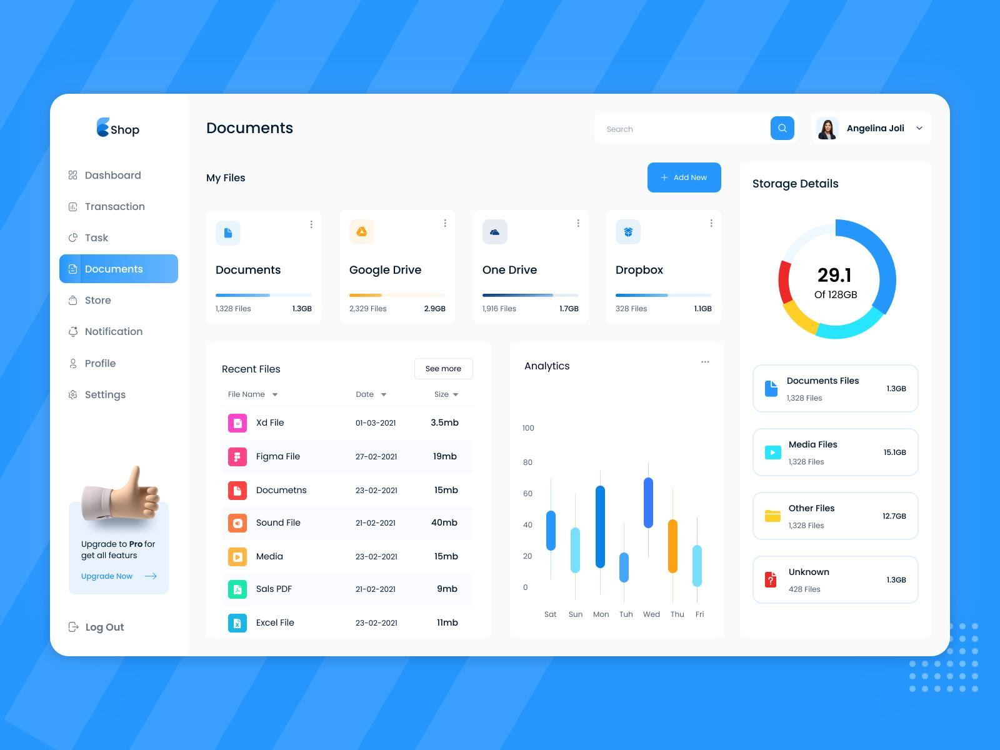 Shop
Dashboard
Transaction
Task
Documents
Store
Notification
Profile
Settings
Upgrade to Pro for
get all featurs
Upgrade Now
Log Out
Documents
Search
Angelina Joli
My Files
Add New
Documents
1,328 Files 1.3GB
Google Drive
2,329 Files 2.9GB
One Drive
1,916 Files 1.7GB
Dropbox
328 Files 1.1GB
Recent Files
See more
File Name Date Size
Xd File 01-03-2021 3.5mb
Figma File 27-02-2021 19mb
Documetns 23-02-2021 15mb
Sound File 21-02-2021 40mb
Media 23-02-2021 15mb
Sals PDF 21-02-2021 9mb
Excel File 23-02-2021 11mb
Analytics
100
80
60
40
20
0
Sat Sun Mon Tuh Wed Thu Fri
Storage Details
29.1
Of 128GB
Documents Files
1,328 Files
1.3GB
Media Files
1,328 Files
15.1GB
Other Files
1,328 Files
12.7GB
Unknown
428 Files
1.3GB